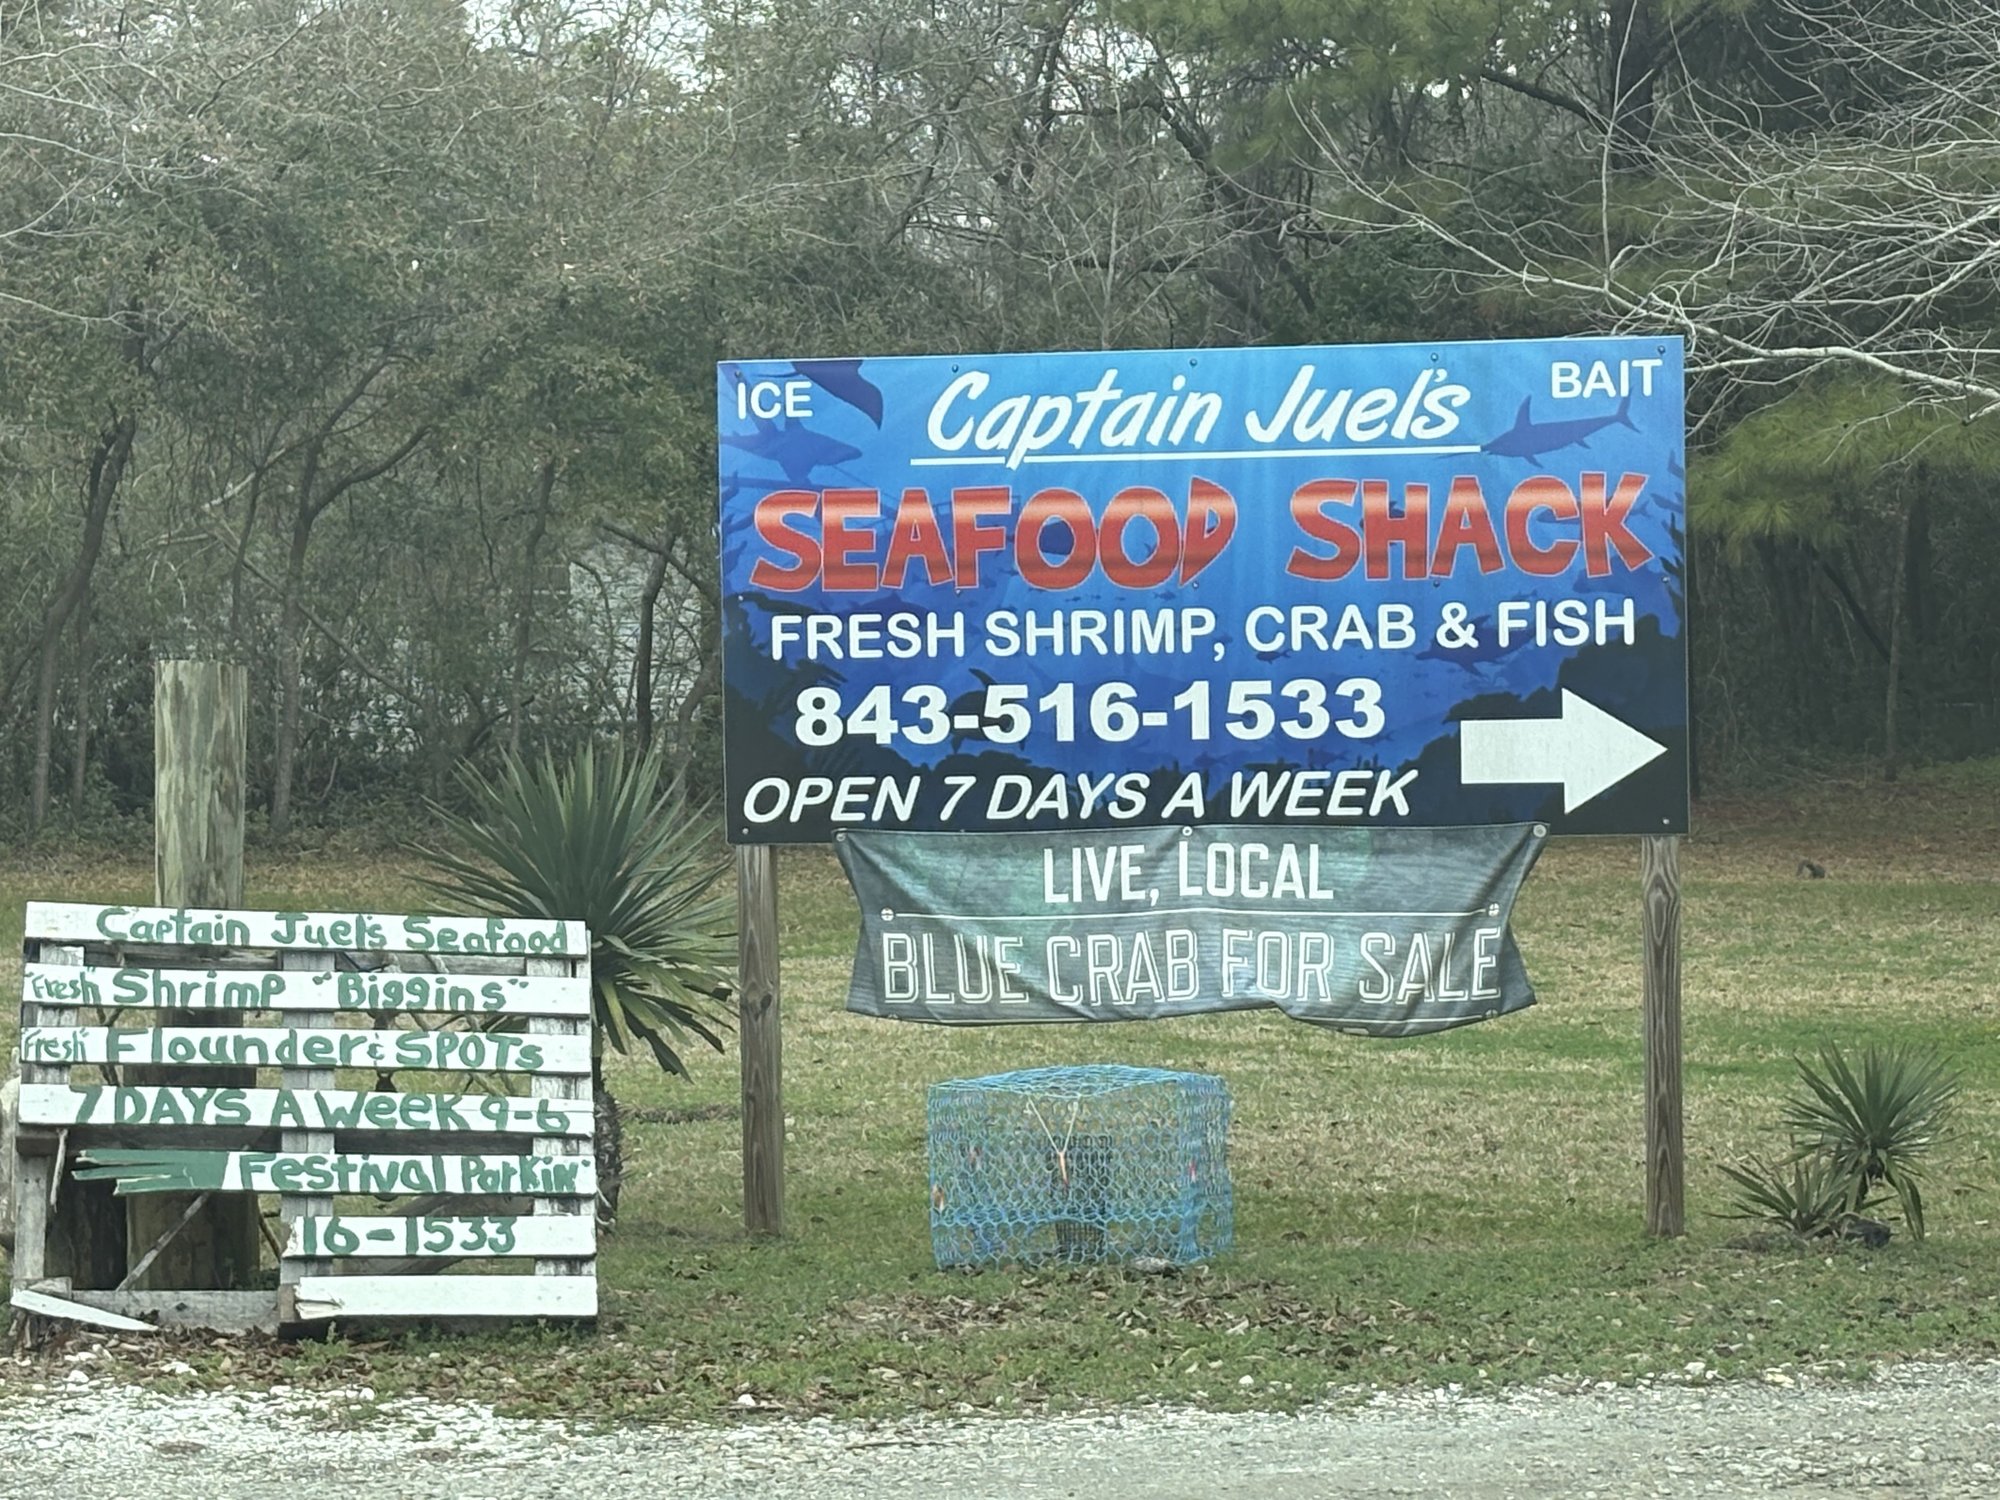 ICE
Captain Juel's
BAIT
SEAFOOD SHACK
FRESH SHRIMP, CRAB & FISH
843-516-1533
OPEN 7 DAYS A WEEK
LIVE, LOCAL
BLUE CRAB FOR SALE
Captain Juel's Seafood
"Fresh" Shrimp "Biggins"
"Fresh" Flounder & SPOTs
7 DAYS A Week 9-6
Festival Parkin'
16-1533